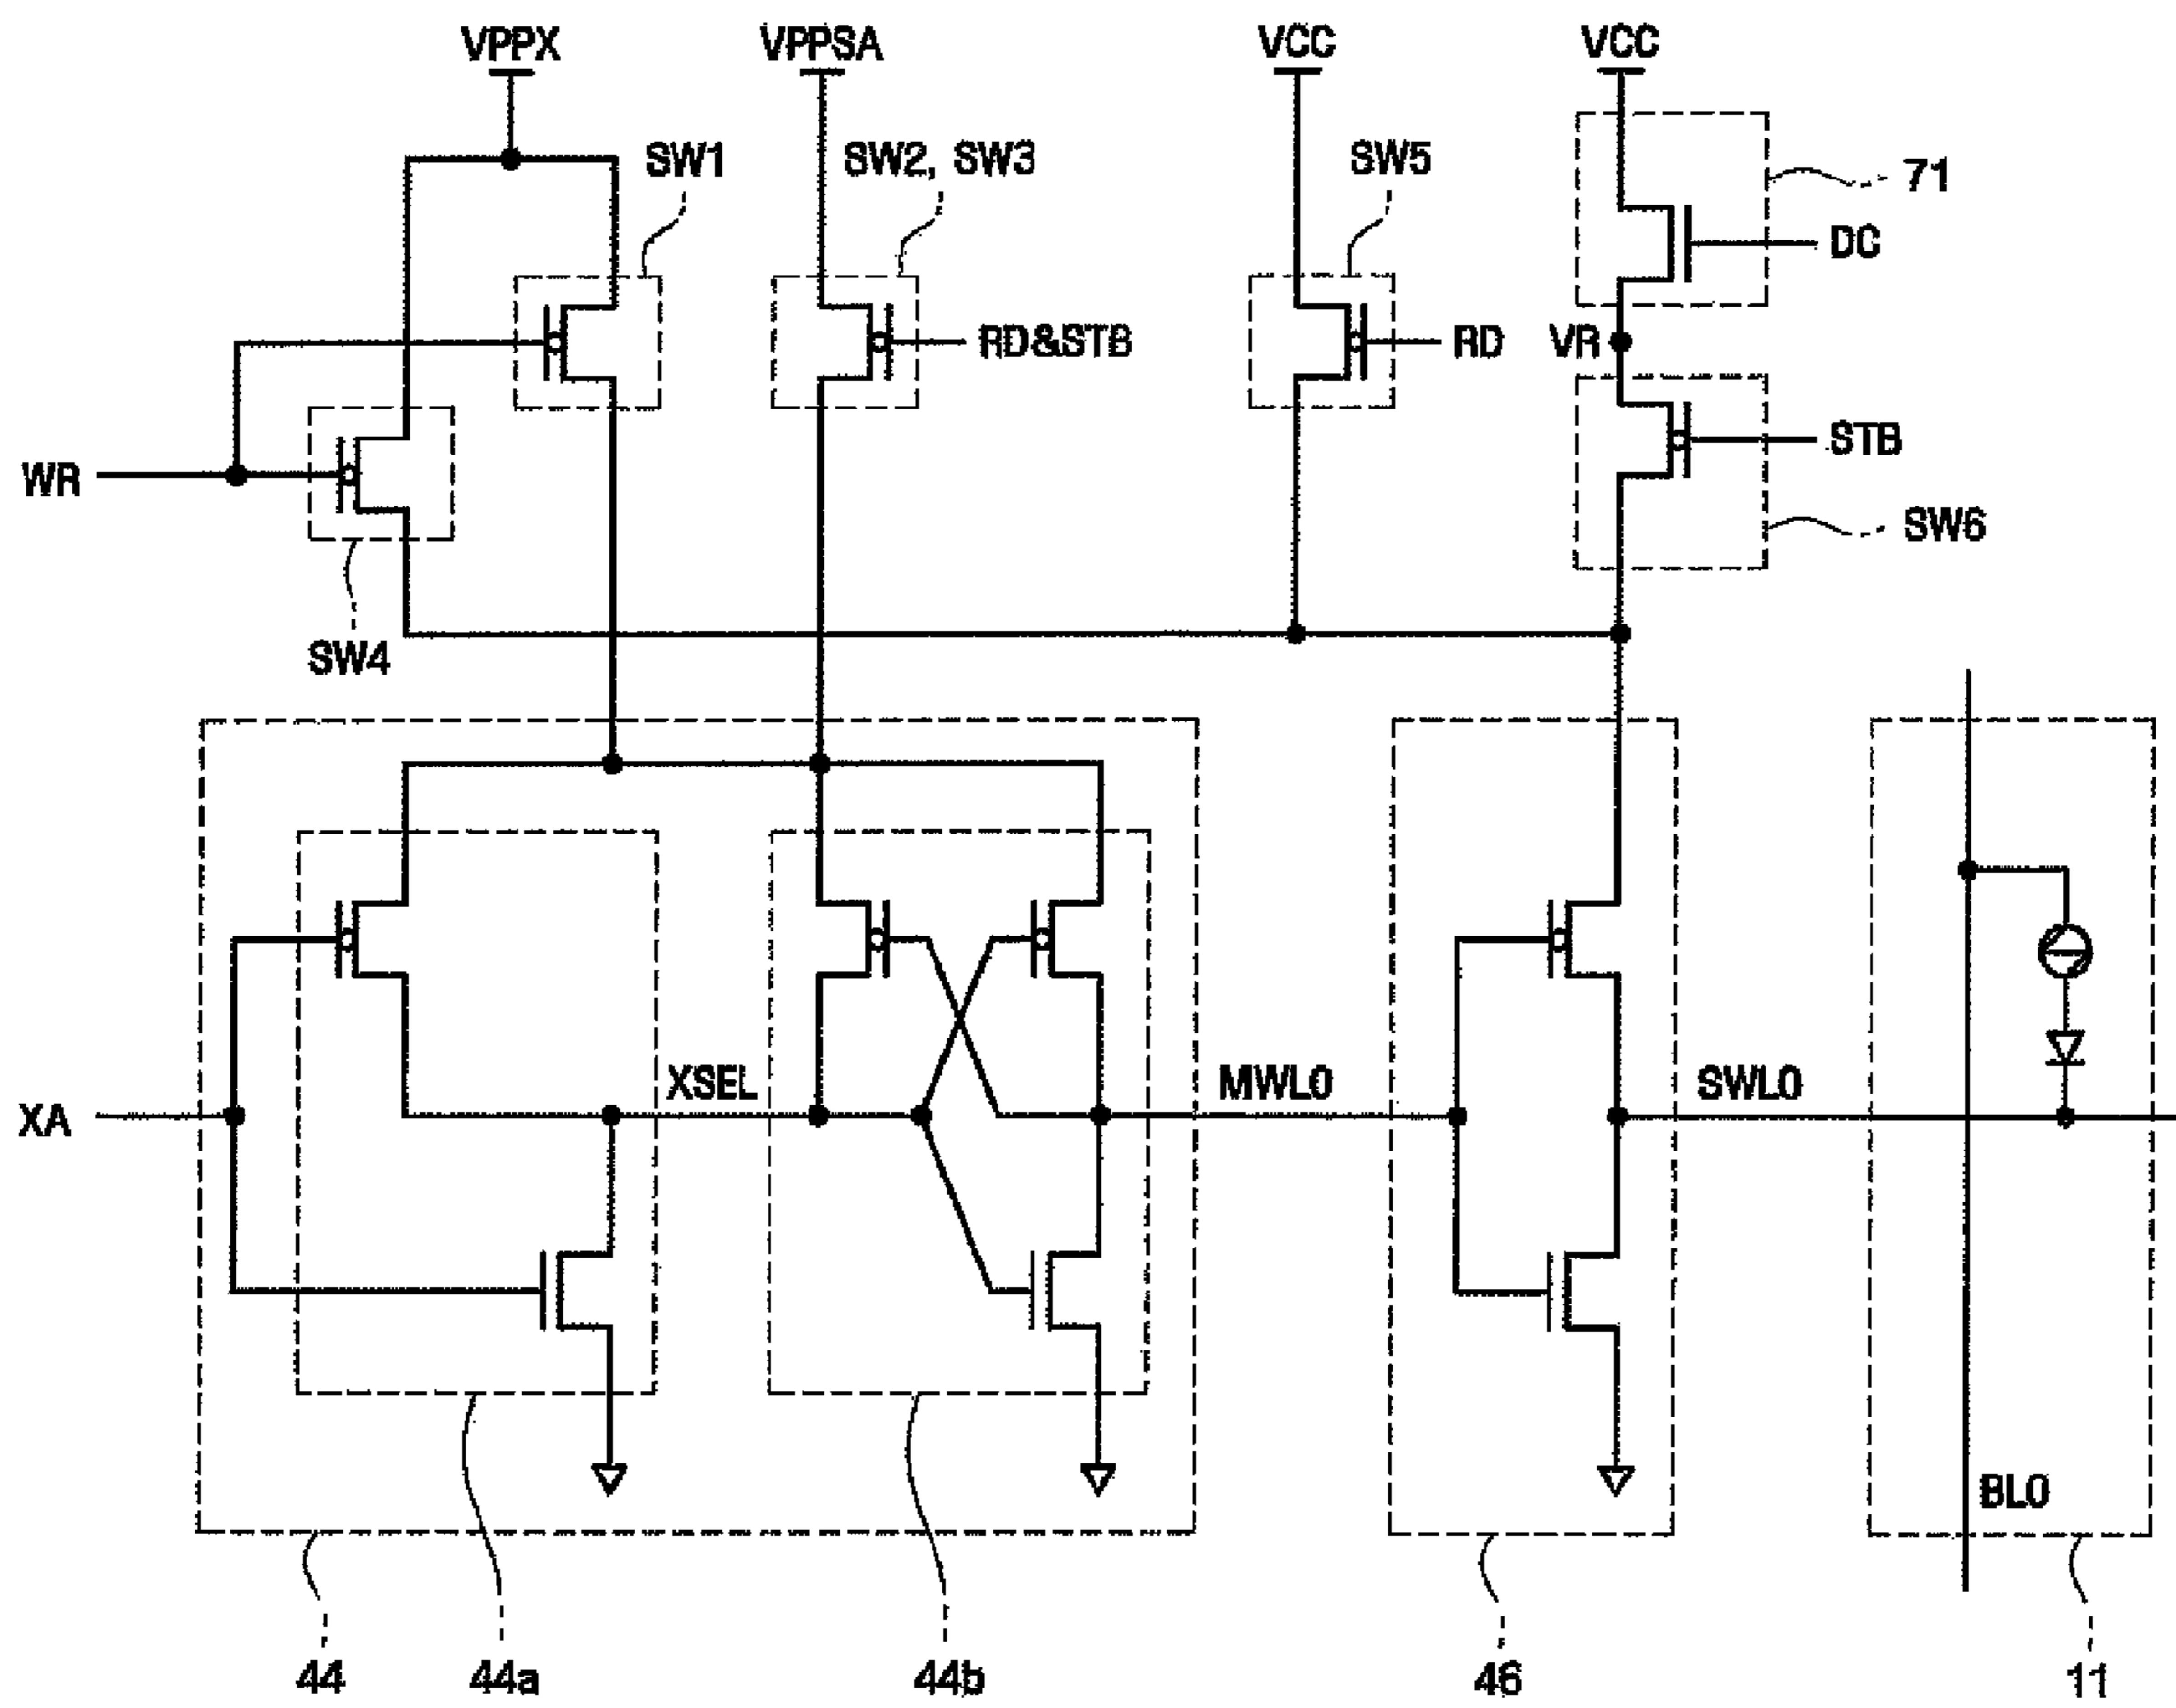 VPPX
VPPSA
VCC
VCC
SW1
SW2, SW3
SW5
71
DC
RD&STB
RD
VR
STB
WR
SW6
SW4
XSEL
MWL0
SWL0
XA
BL0
44
44a
44b
46
11